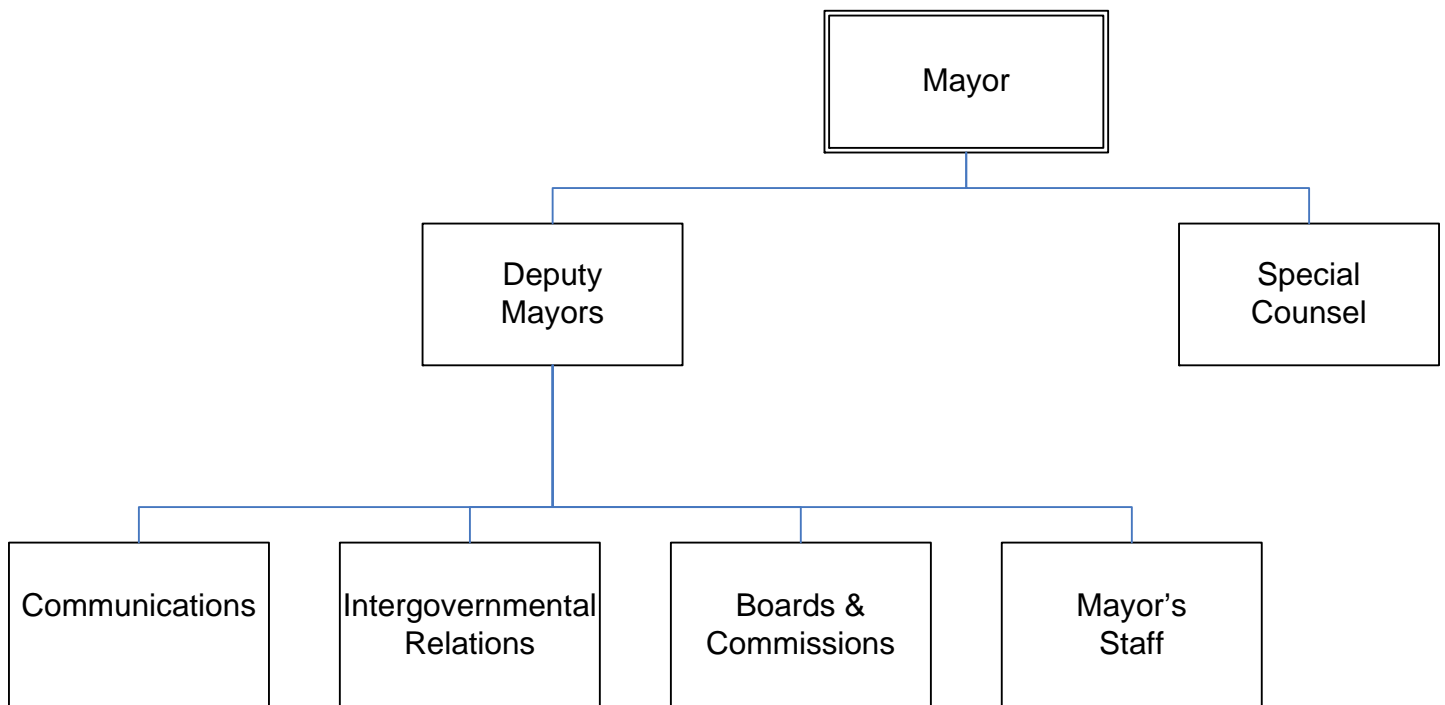 Mayor
Deputy
Mayors
Special
Counsel
Communications
Intergovernmental
Relations
Boards &
Commissions
Mayor’s
Staff